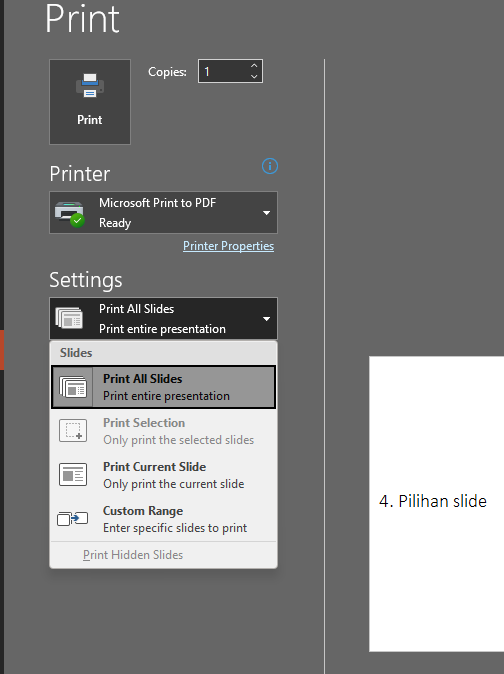 Print
Copies: 1
Print
Printer
Microsoft Print to PDF
Ready
Printer Properties
Settings
Print All Slides
Print entire presentation
Slides
Print All Slides
Print entire presentation
Print Selection
Only print the selected slides
Print Current Slide
Only print the current slide
Custom Range
Enter specific slides to print
Print Hidden Slides
4. Pilihan slide